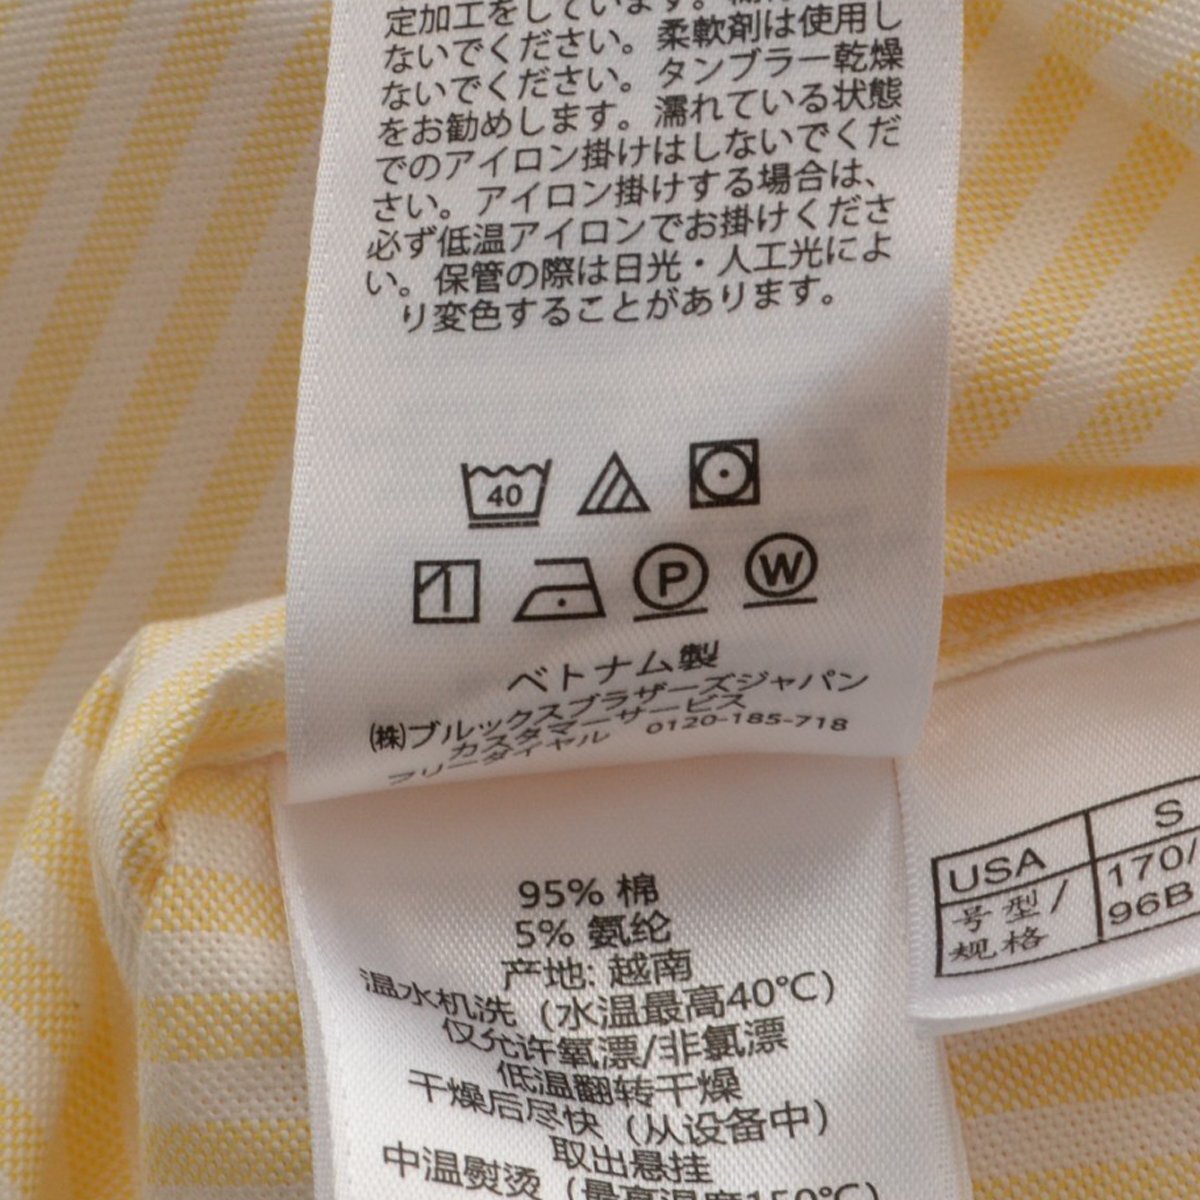 定加工をしています。
ないでください。柔軟剤は使用し
ないでください。タンブラー乾燥
をお勧めします。濡れている状態
でのアイロン掛けはしないでくだ
さい。アイロン掛けする場合は、
必ず低温アイロンでお掛けくださ
い。保管の際は日光・人工光によ
り変色することがあります。
40
P
W
ベトナム製
(株)ブルックスブラザーズジャパン
カスタマーサービス
フリーダイヤル 0120-185-718
95% 棉
5% 氨纶
产地: 越南
温水机洗（水温最高40℃）
仅允许氧漂/非氯漂
低温翻转干燥
干燥后尽快（从设备中）
取出悬挂
中温熨烫（最高温度150℃）
USA S
号型/ 170/
规格 96B